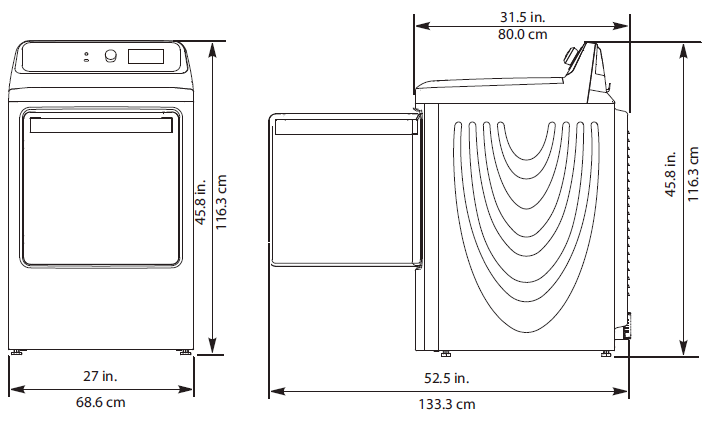 31.5 in.
80.0 cm
45.8 in.
116.3 cm
45.8 in.
116.3 cm
27 in.
68.6 cm
52.5 in.
133.3 cm